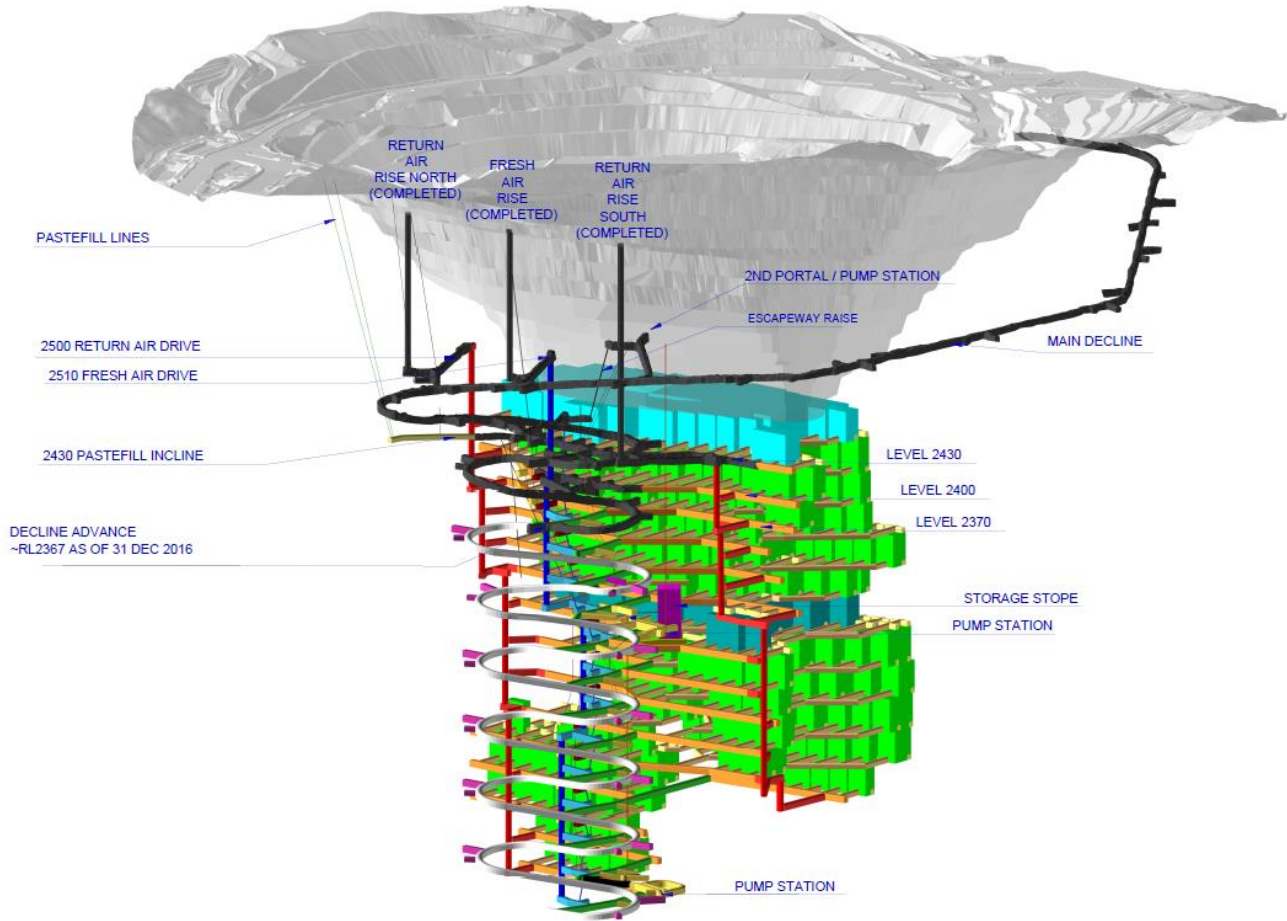 RETURN
AIR
RISE NORTH
(COMPLETED)
FRESH
AIR
RISE
(COMPLETED)
RETURN
AIR
RISE
SOUTH
(COMPLETED)
PASTEFILL LINES
2ND PORTAL / PUMP STATION
ESCAPEWAY RAISE
MAIN DECLINE
2500 RETURN AIR DRIVE
2510 FRESH AIR DRIVE
2430 PASTEFILL INCLINE
LEVEL 2430
LEVEL 2400
LEVEL 2370
DECLINE ADVANCE
~RL2367 AS OF 31 DEC 2016
STORAGE STOPE
PUMP STATION
PUMP STATION